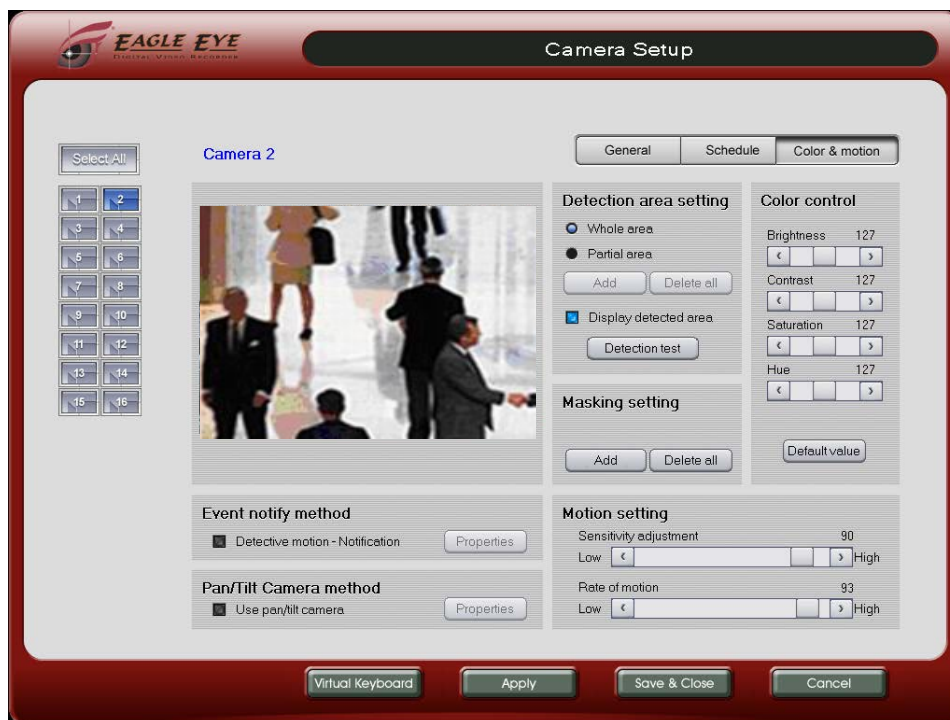 EAGLE EYE
DIGITAL VIDEO RECORDER
Camera Setup
Select All
Camera 2
General
Schedule
Color & motion
1
2
3
4
5
6
7
8
9
10
11
12
13
14
15
16
Detection area setting
Whole area
Partial area
Add
Delete all
Display detected area
Detection test
Masking setting
Add
Delete all
Color control
Brightness 127
Contrast 127
Saturation 127
Hue 127
Default value
Event notify method
Detective motion - Notification
Properties
Pan/Tilt Camera method
Use pan/tilt camera
Properties
Motion setting
Sensitivity adjustment 90
Low
High
Rate of motion 93
Low
High
Virtual Keyboard
Apply
Save & Close
Cancel